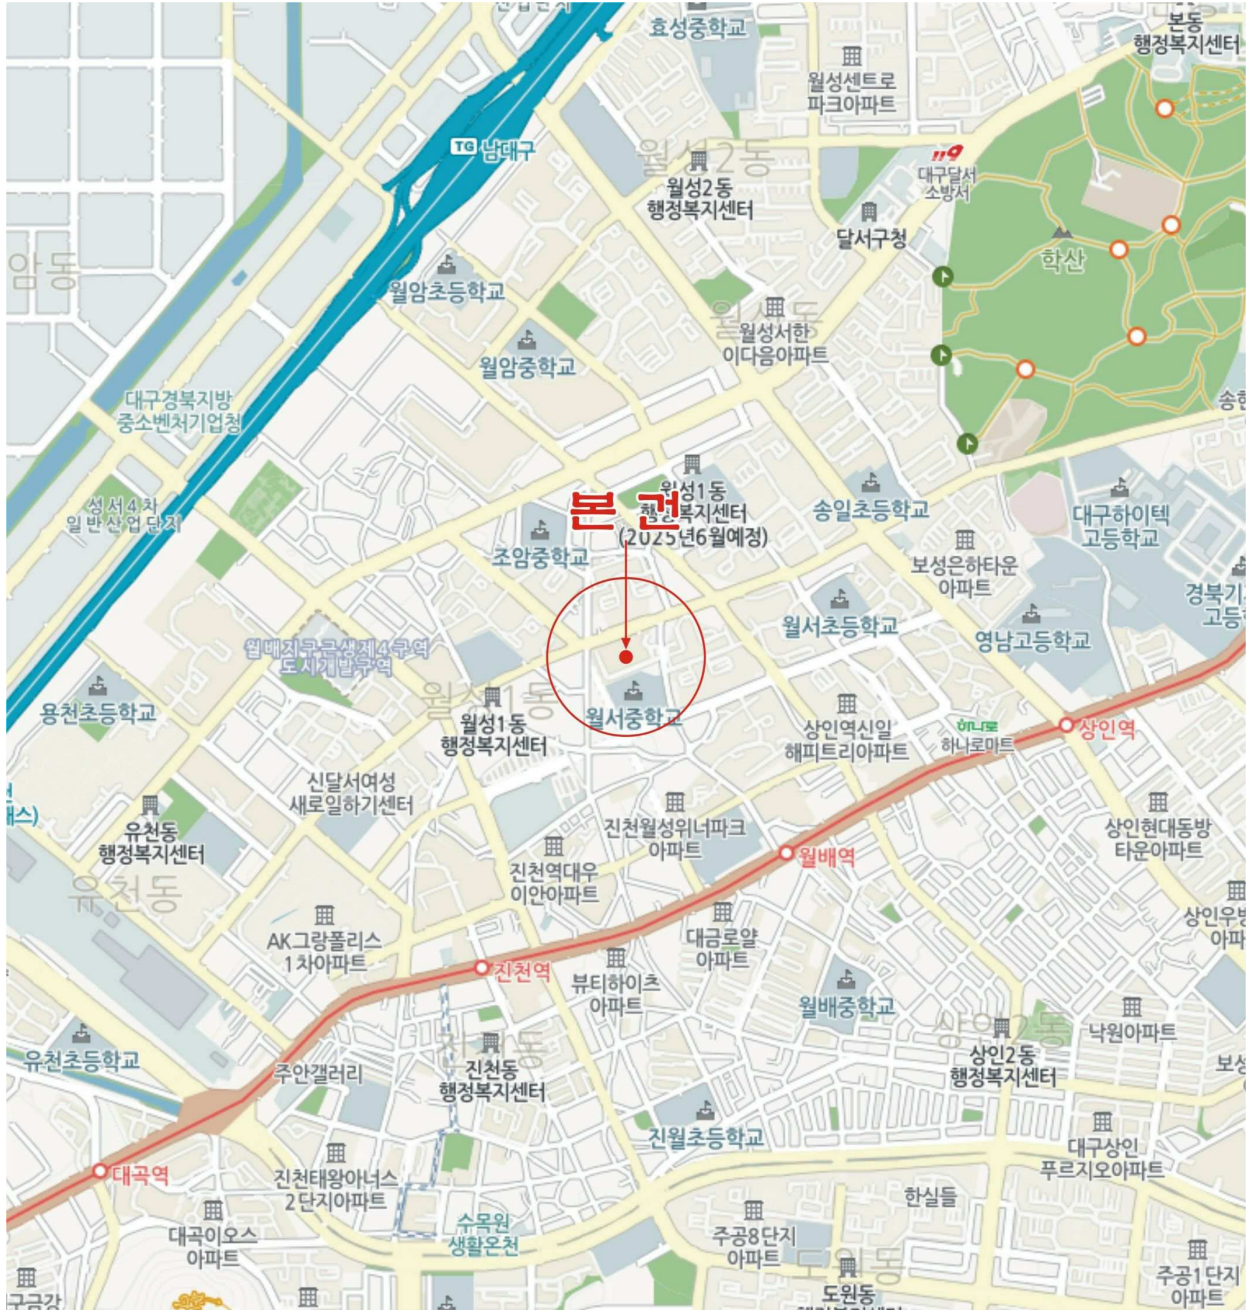 효성중학교
본동
행정복지센터
월성센트로
파크아파트
TG 남대구
월성2동
월성2동
행정복지센터
119
대구달서
소방서
달서구청
학산
암동
월암초등학교
월성동
월성서한
이다음아파트
월암중학교
대구경북지방
중소벤처기업청
송현
성서4차
일반산업단지
본 건
월성1동
행정복지센터
(2025년6월예정)
송일초등학교
대구하이텍
고등학교
조암중학교
보성은하타운
아파트
경북기
고등
월서초등학교
영남고등학교
도시개발구역
용천초등학교
월성1동
월성1동
행정복지센터
월서중학교
상인역신일
해피트리아파트
하나로
하나로마트
상인역
신달서여성
새로일하기센터
패스)
유천동
행정복지센터
진천월성위너파크
아파트
상인현대동방
타운아파트
월배역
진천역대우
이안아파트
유천동
AK그랑폴리스
1차아파트
대금로얄
아파트
상인우방
아파
진천역
뷰티하이츠
아파트
월배중학교
상인2동
낙원아파트
유천초등학교
주안갤러리
진천동
진천동
행정복지센터
상인2동
행정복지센터
보성
진월초등학교
대구상인
푸르지오아파트
대곡역
진천태왕아너스
2단지아파트
한실들
대곡이오스
아파트
수목원
생활온천
주공8단지
아파트
도원동
도원동
행정복지센터
주공1단지
아파트
구금강